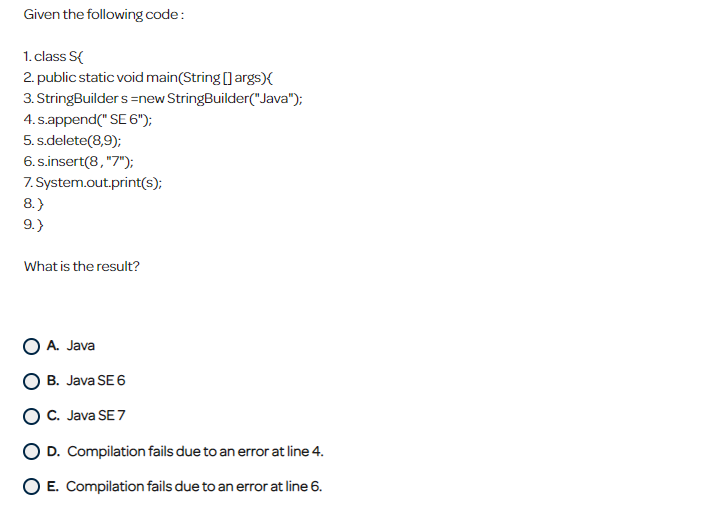 Given the following code :
1. class S{
2. public static void main(String [] args){
3. StringBuilder s =new StringBuilder("Java");
4. s.append(" SE 6");
5. s.delete(8,9);
6. s.insert(8 , "7");
7. System.out.print(s);
8. }
9. }
What is the result?
A. Java
B. Java SE 6
C. Java SE 7
D. Compilation fails due to an error at line 4.
E. Compilation fails due to an error at line 6.